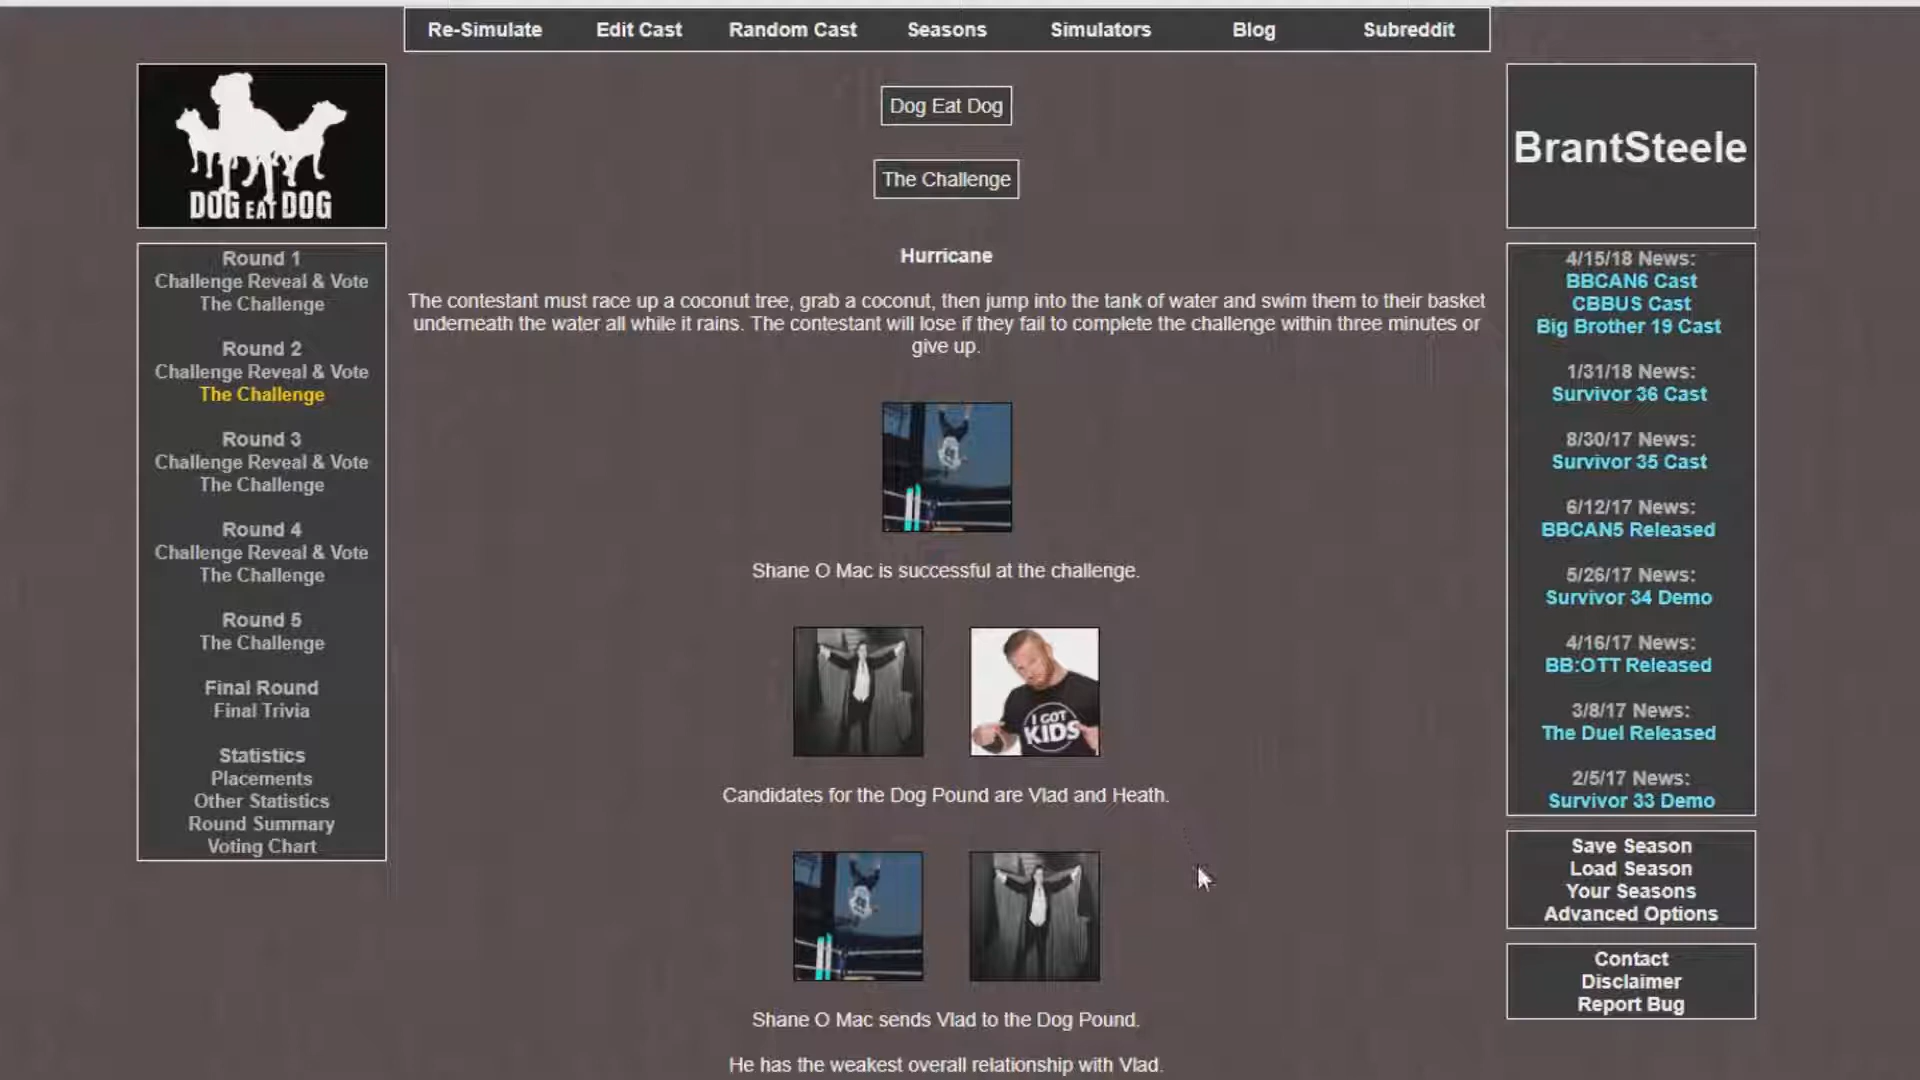 Re-Simulate
Edit Cast
Random Cast
Seasons
Simulators
Blog
Subreddit
DOG EAT DOG
Round 1
Challenge Reveal & Vote
The Challenge
Round 2
Challenge Reveal & Vote
The Challenge
Round 3
Challenge Reveal & Vote
The Challenge
Round 4
Challenge Reveal & Vote
The Challenge
Round 5
The Challenge
Final Round
Final Trivia
Statistics
Placements
Other Statistics
Round Summary
Voting Chart
Dog Eat Dog
The Challenge
Hurricane
The contestant must race up a coconut tree, grab a coconut, then jump into the tank of water and swim them to their basket
underneath the water all while it rains. The contestant will lose if they fail to complete the challenge within three minutes or
give up.
Shane O Mac is successful at the challenge.
I GOT
KIDS
Candidates for the Dog Pound are Vlad and Heath.
Shane O Mac sends Vlad to the Dog Pound.
He has the weakest overall relationship with Vlad.
BrantSteele
4/15/18 News:
BBCAN6 Cast
CBBUS Cast
Big Brother 19 Cast
1/31/18 News:
Survivor 36 Cast
8/30/17 News:
Survivor 35 Cast
6/12/17 News:
BBCAN5 Released
5/26/17 News:
Survivor 34 Demo
4/16/17 News:
BB:OTT Released
3/8/17 News:
The Duel Released
2/5/17 News:
Survivor 33 Demo
Save Season
Load Season
Your Seasons
Advanced Options
Contact
Disclaimer
Report Bug